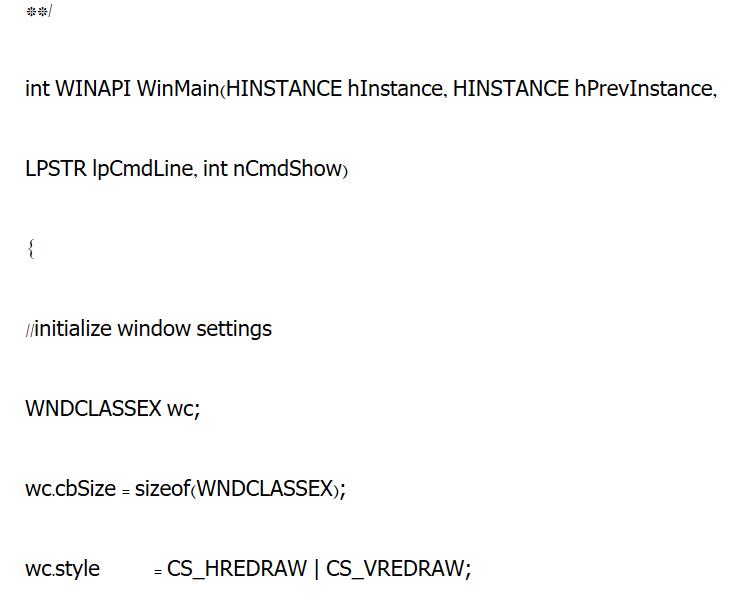 **/
int WINAPI WinMain(HINSTANCE hInstance, HINSTANCE hPrevInstance,
LPSTR lpCmdLine, int nCmdShow)
{
//initialize window settings
WNDCLASSEX wc;
wc.cbSize = sizeof(WNDCLASSEX);
wc.style = CS_HREDRAW | CS_VREDRAW;